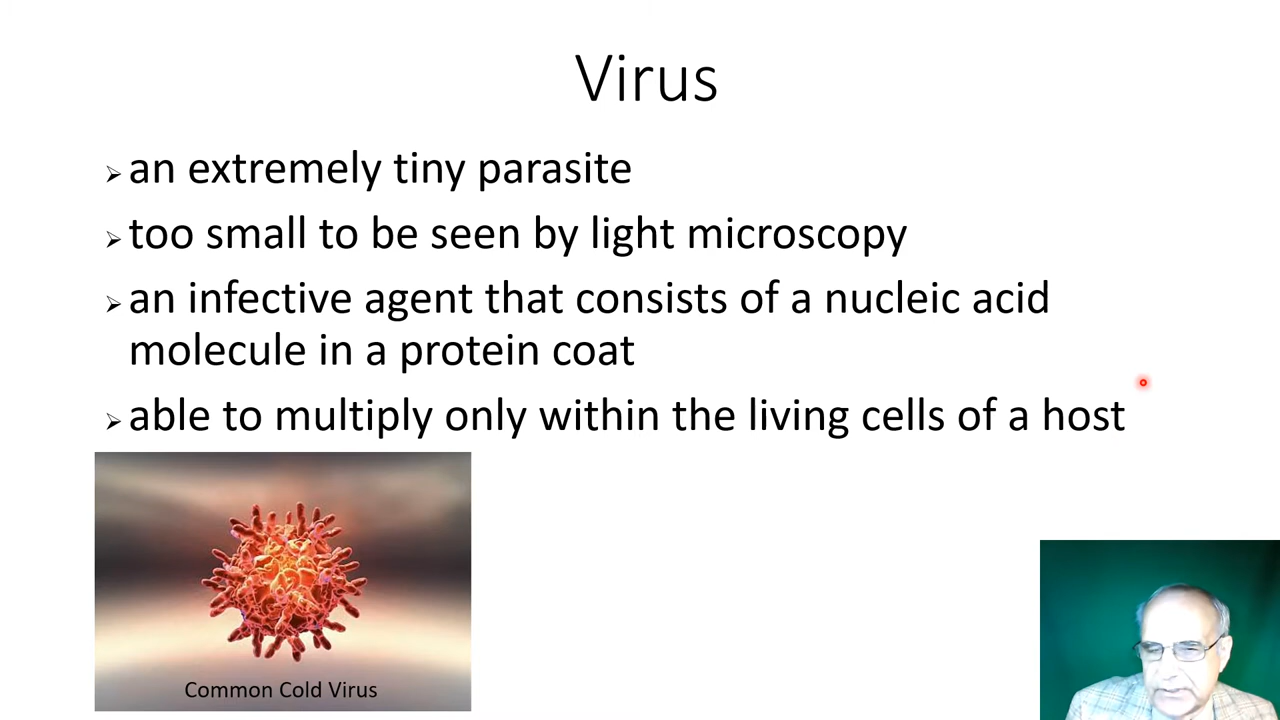 Virus
an extremely tiny parasite
too small to be seen by light microscopy
an infective agent that consists of a nucleic acid
molecule in a protein coat
able to multiply only within the living cells of a host
Common Cold Virus